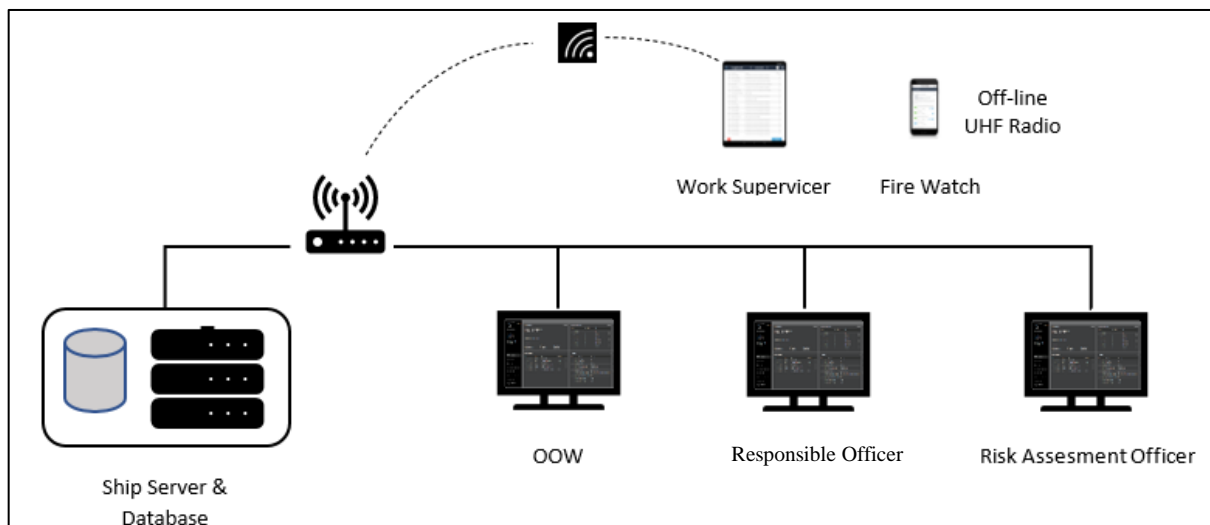 Off-line
UHF Radio
Work Supervicer
Fire Watch
OOW
Responsible Officer
Risk Assesment Officer
Ship Server &
Database